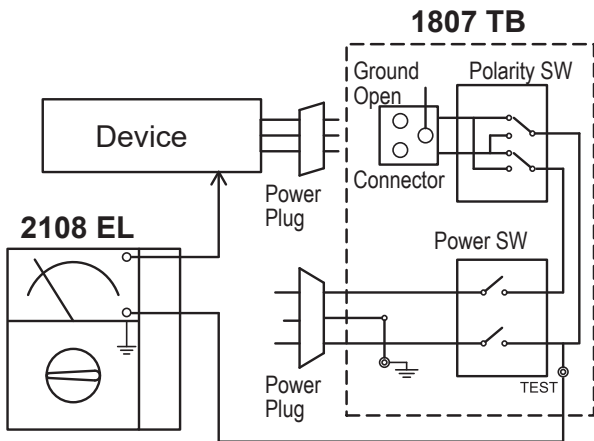 1807 TB
Ground
Open
Polarity SW
Device
Connector
Power
Plug
2108 EL
Power SW
Power
Plug
TEST